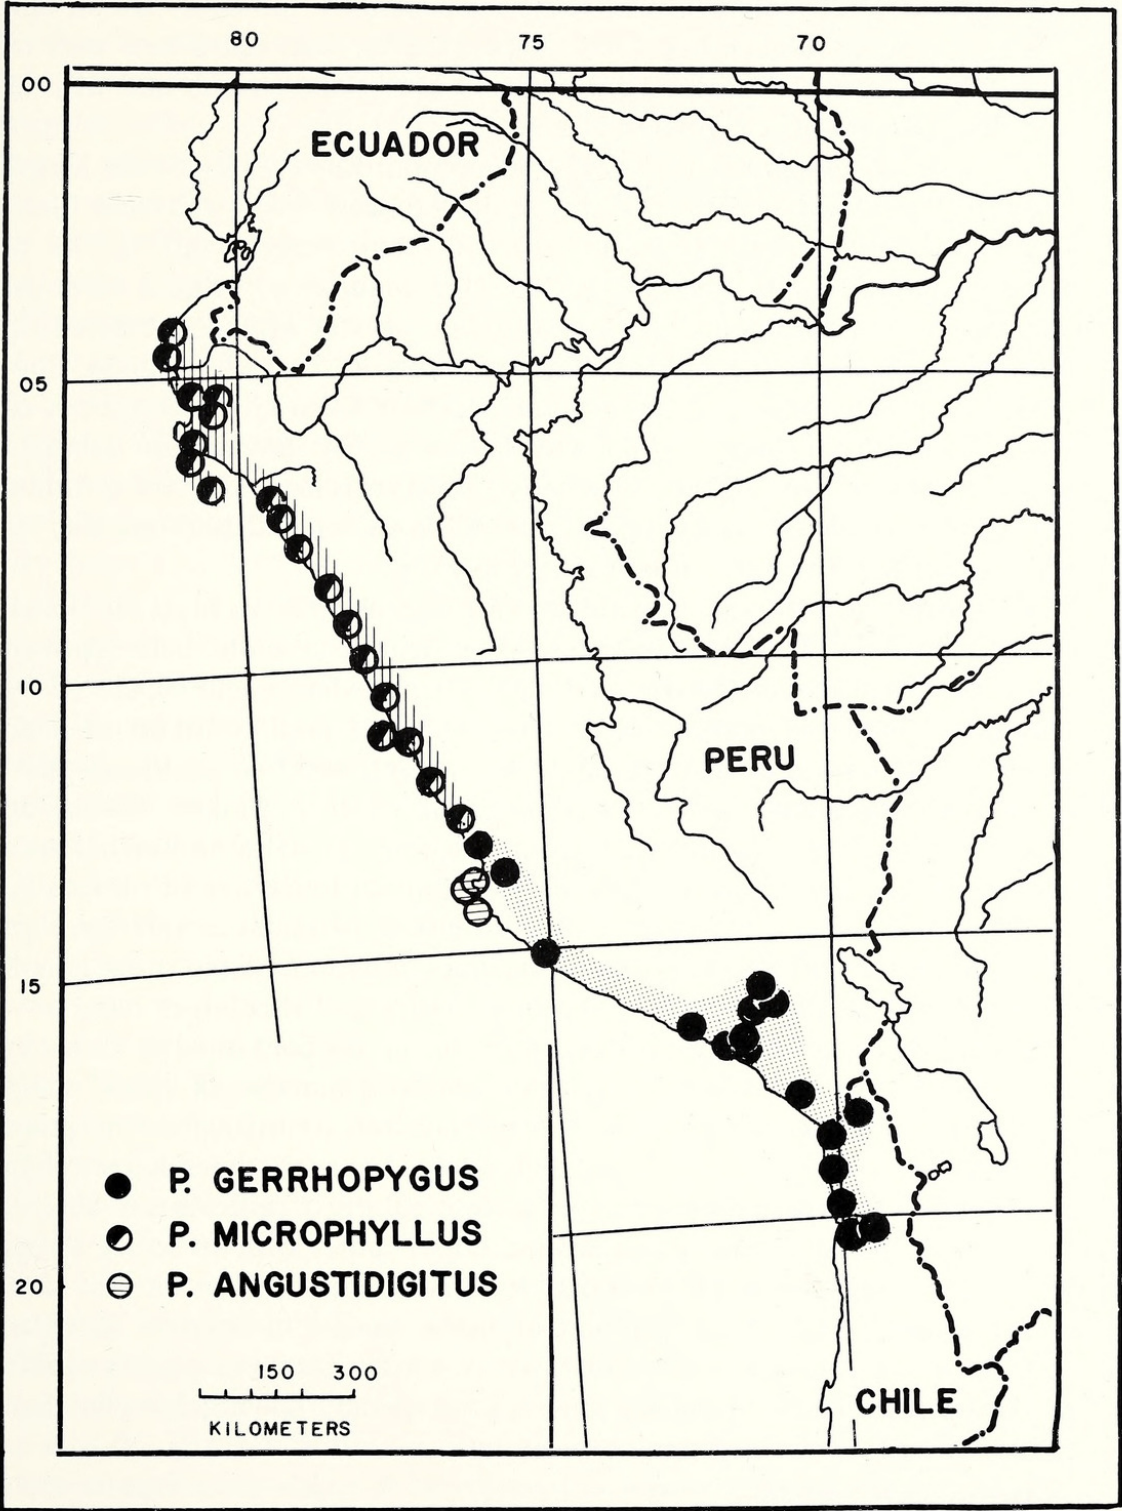 80 75 70
00
ECUADOR
05
10
PERU
15
P. GERRHOPYGUS
P. MICROPHYLLUS
P. ANGUSTIDIGITUS
20
150 300
KILOMETERS
CHILE